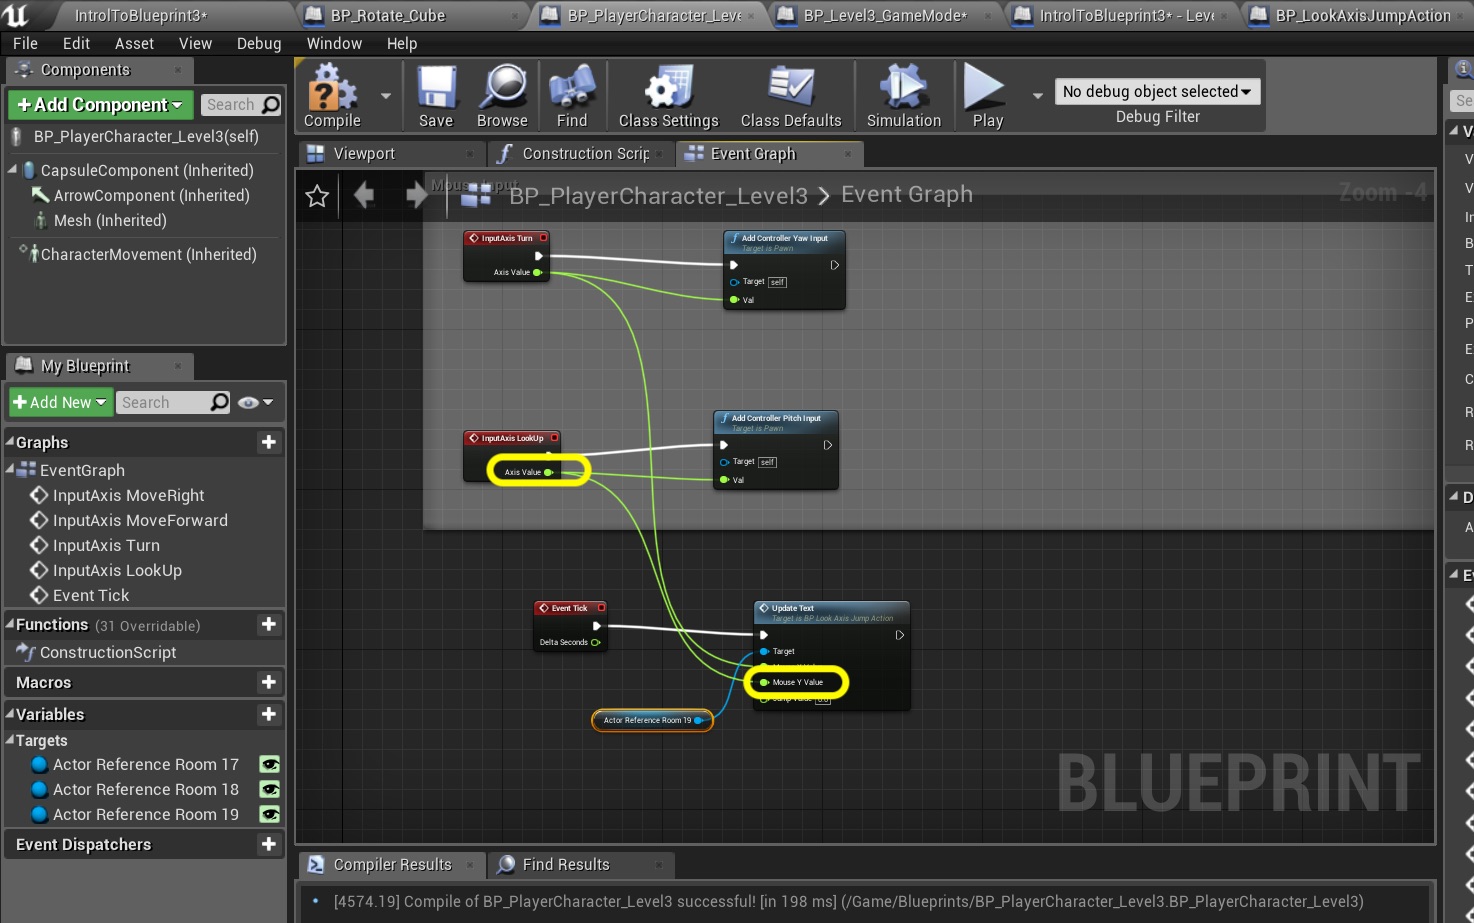 IntrolToBlueprint3*
BP_Rotate_Cube
BP_PlayerCharacter_Leve
BP_Level3_GameMode*
IntrolToBlueprint3* - Leve
BP_LookAxisJumpAction
File Edit Asset View Debug Window Help
Components
Add Component
Search
BP_PlayerCharacter_Level3(self)
CapsuleComponent (Inherited)
ArrowComponent (Inherited)
Mesh (Inherited)
CharacterMovement (Inherited)
My Blueprint
Add New
Search
Graphs
EventGraph
InputAxis MoveRight
InputAxis MoveForward
InputAxis Turn
InputAxis LookUp
Event Tick
Functions (31 Overridable)
ConstructionScript
Macros
Variables
Targets
Actor Reference Room 17
Actor Reference Room 18
Actor Reference Room 19
Event Dispatchers
Compile
Save
Browse
Find
Class Settings
Class Defaults
Simulation
Play
No debug object selected
Debug Filter
Viewport
Construction Scrip
Event Graph
Mouse Input
BP_PlayerCharacter_Level3 > Event Graph
Zoom -4
InputAxis Turn
Axis Value
Add Controller Yaw Input
Target is Pawn
Target self
Val
InputAxis LookUp
Axis Value
Add Controller Pitch Input
Target is Pawn
Target self
Val
Event Tick
Delta Seconds
Update Text
Target is BP Look Axis Jump Action
Target
Mouse Y Value
Jump Value 0.0
Actor Reference Room 19
BLUEPRINT
Compiler Results
Find Results
[4574.19] Compile of BP_PlayerCharacter_Level3 successful! [in 198 ms] (/Game/Blueprints/BP_PlayerCharacter_Level3.BP_PlayerCharacter_Level3)